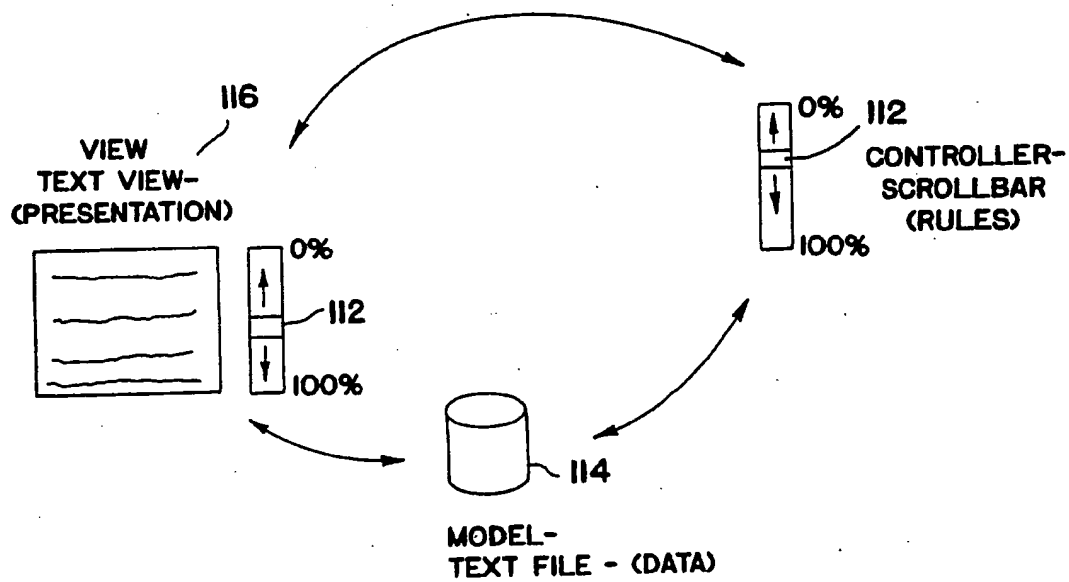 116
VIEW
TEXT VIEW-
(PRESENTATION)
0%
112
100%
0%
112
CONTROLLER-
SCROLLBAR
(RULES)
100%
114
MODEL-
TEXT FILE - (DATA)